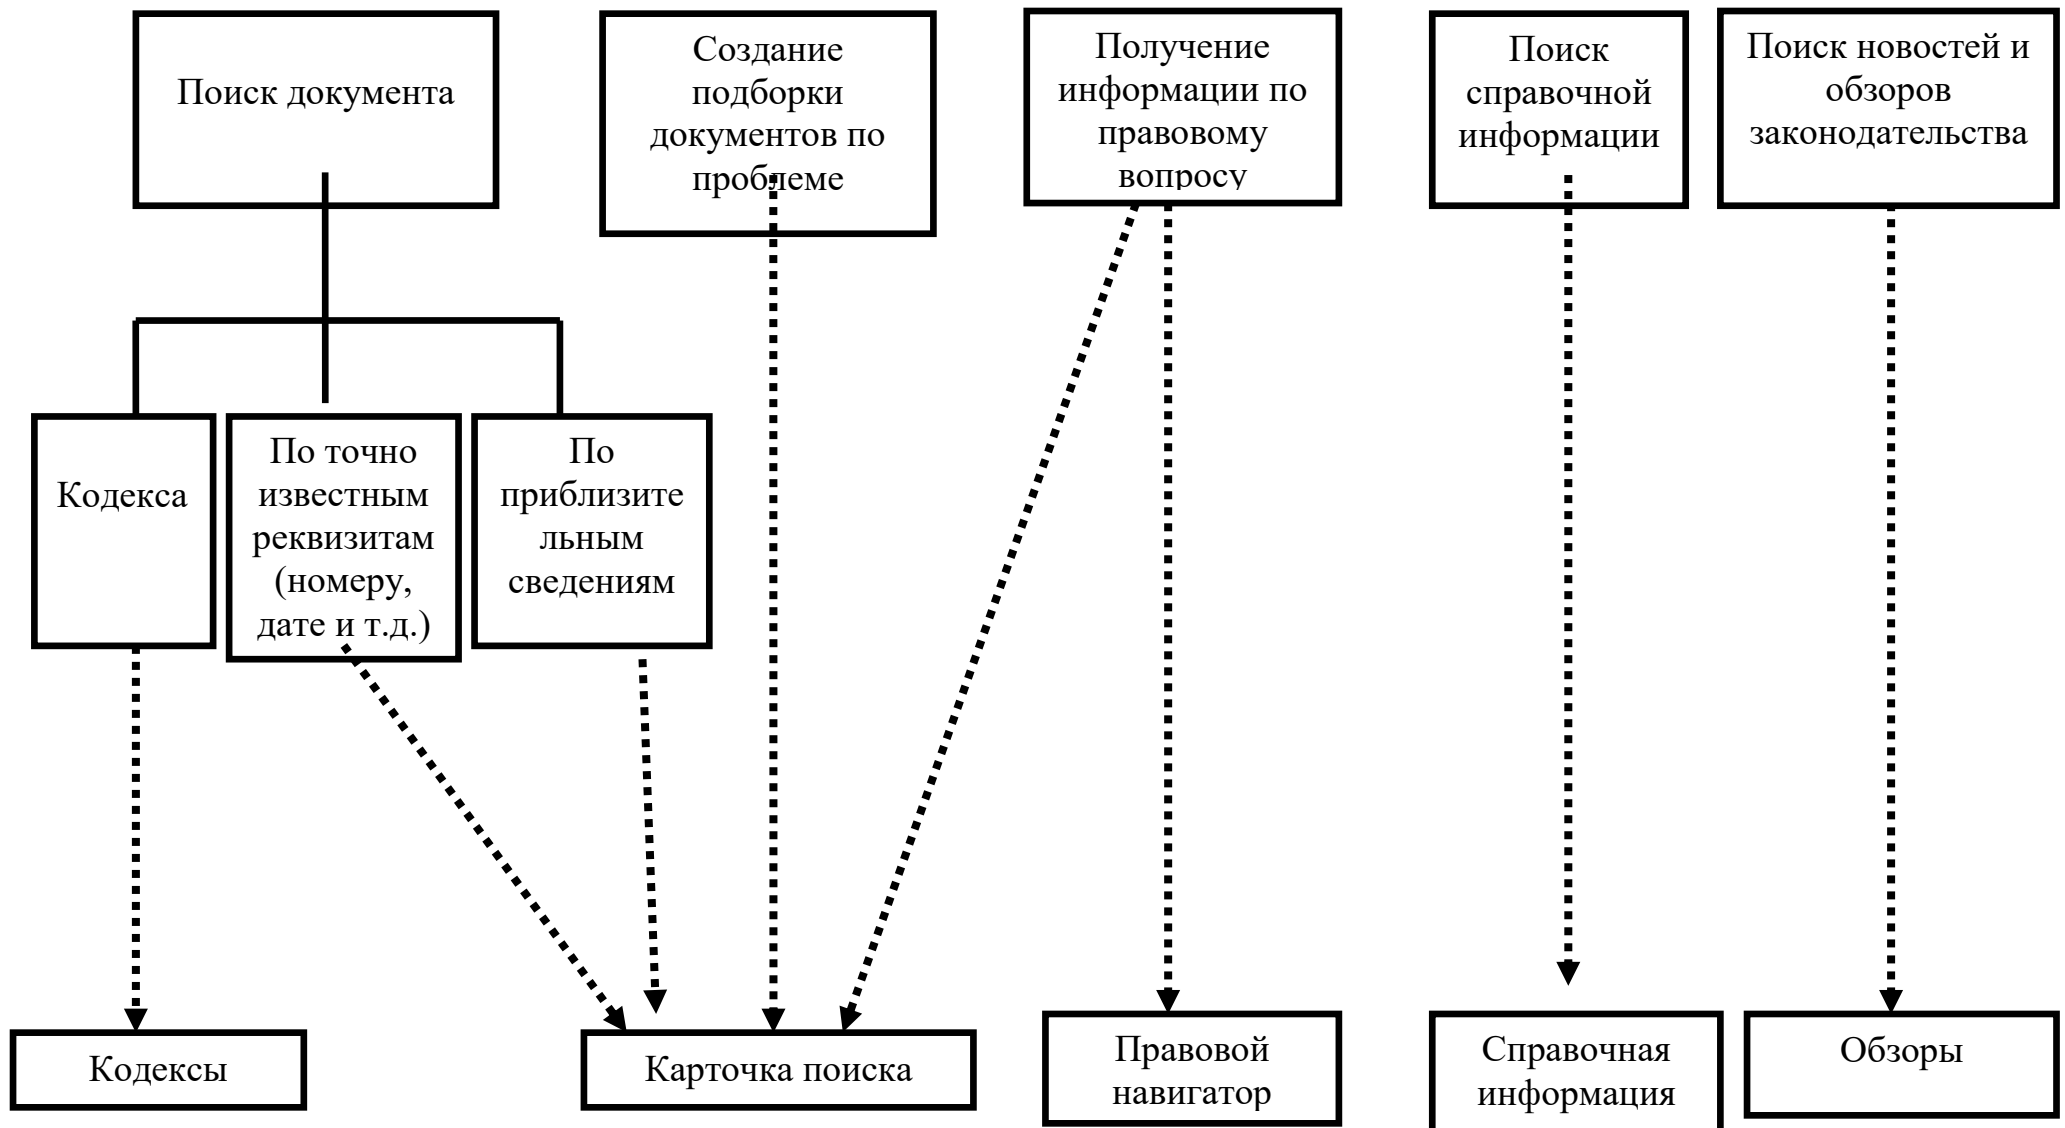 Поиск документа
Создание
подборки
документов по
проблеме
Получение
информации по
правовому
вопросу
Поиск
справочной
информации
Поиск новостей и
обзоров
законодательства
Кодекса
По точно
известным
реквизитам
(номеру,
дате и т.д.)
По
приблизите
льным
сведениям
Кодексы
Карточка поиска
Правовой
навигатор
Справочная
информация
Обзоры